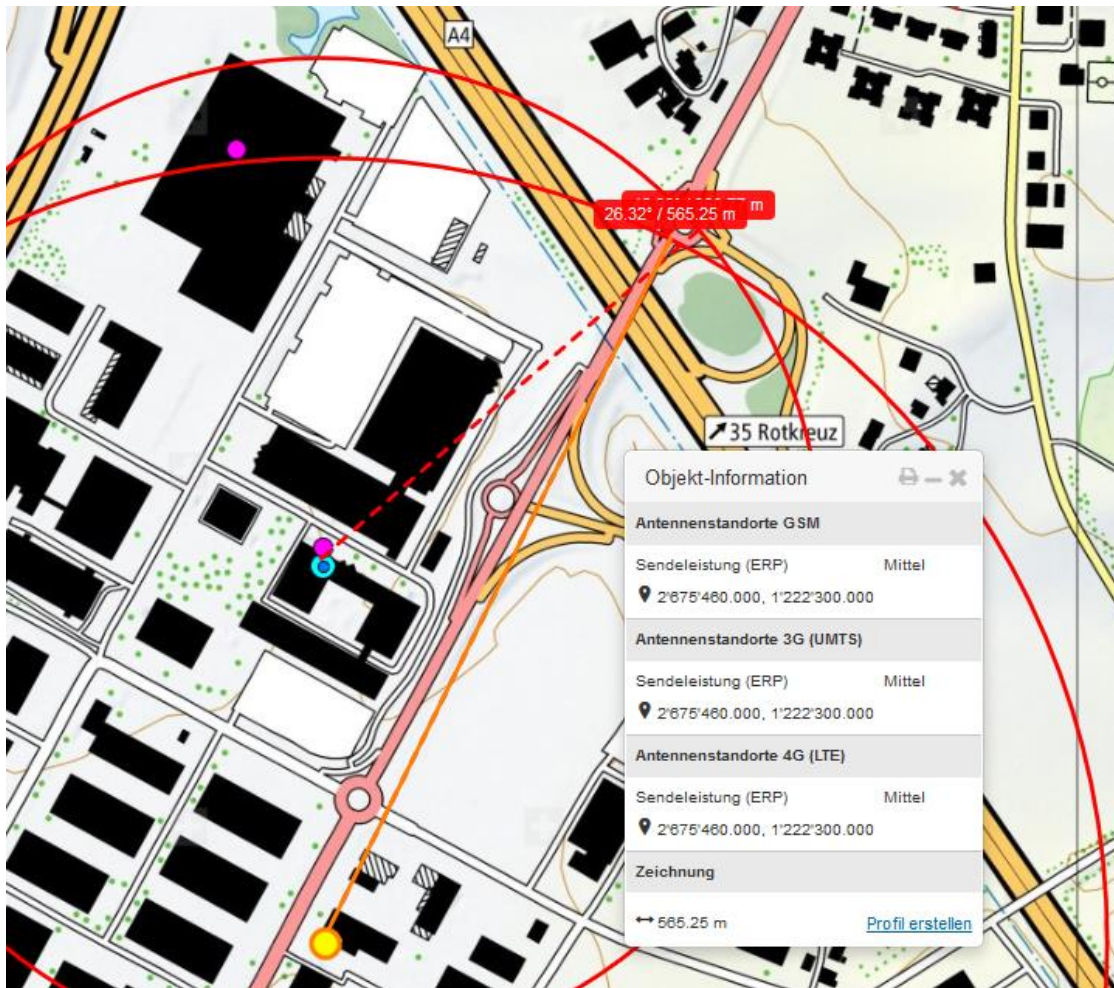 A4
m
26.32° / 565.25 m
35 Rotkreuz
Objekt-Information
Antennenstandorte GSM
Sendeleistung (ERP) Mittel
2'675'460.000, 1'222'300.000
Antennenstandorte 3G (UMTS)
Sendeleistung (ERP) Mittel
2'675'460.000, 1'222'300.000
Antennenstandorte 4G (LTE)
Sendeleistung (ERP) Mittel
2'675'460.000, 1'222'300.000
Zeichnung
565.25 m Profil erstellen